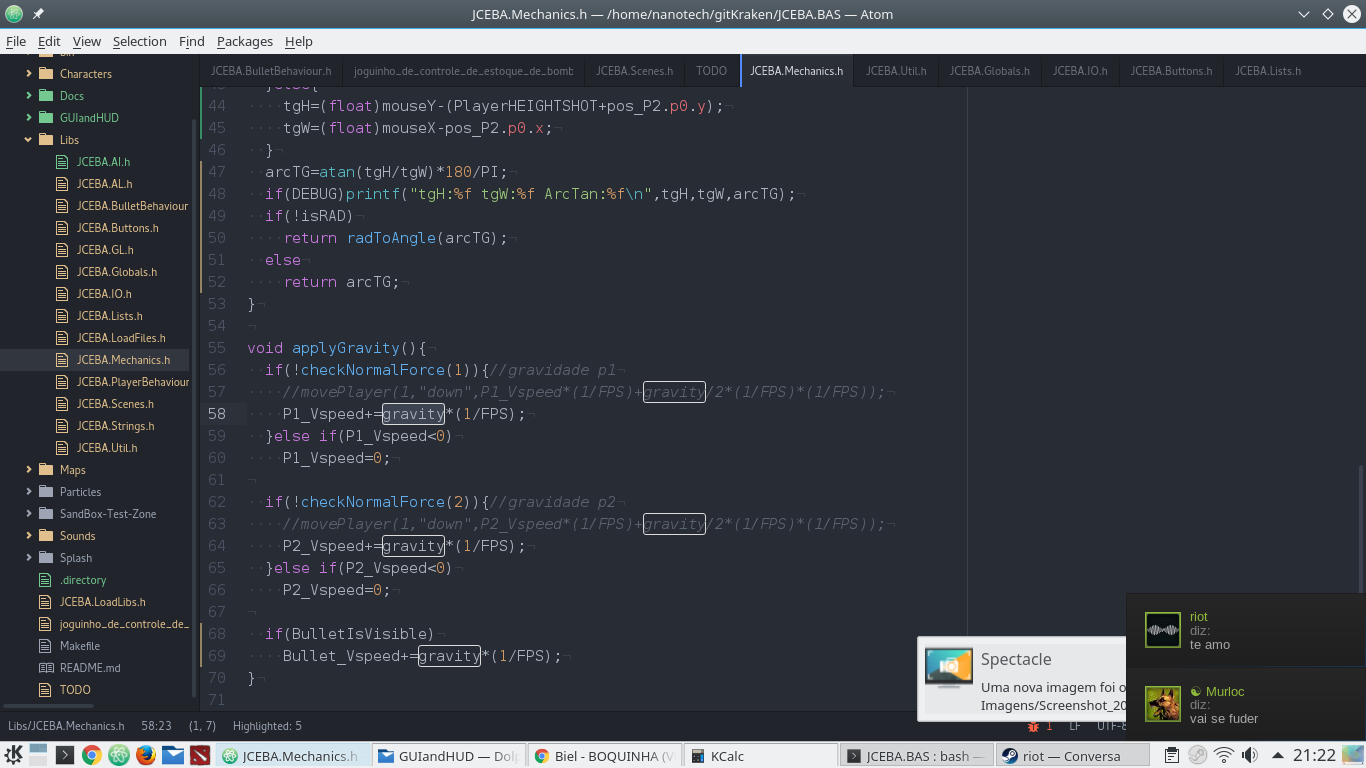 JCEBA.Mechanics.h — /home/nanotech/gitKraken/JCEBA.BAS — Atom
File Edit View Selection Find Packages Help
JCEBA.BulletBehaviour.h joguinho_de_controle_de_estoque_de_bomb JCEBA.Scenes.h TODO JCEBA.Mechanics.h JCEBA.Util.h JCEBA.Globals.h JCEBA.IO.h JCEBA.Buttons.h JCEBA.Lists.h
Characters
Docs
GUIandHUD
Libs
JCEBA.AI.h
JCEBA.AL.h
JCEBA.BulletBehaviour
JCEBA.Buttons.h
JCEBA.GL.h
JCEBA.Globals.h
JCEBA.IO.h
JCEBA.Lists.h
JCEBA.LoadFiles.h
JCEBA.Mechanics.h
JCEBA.PlayerBehaviour
JCEBA.Scenes.h
JCEBA.Strings.h
JCEBA.Util.h
Maps
Particles
SandBox-Test-Zone
Sounds
Splash
.directory
JCEBA.LoadLibs.h
joguinho_de_controle_de_
Makefile
README.md
TODO
}else{
44 tgH=(float)mouseY-(PlayerHEIGHTSHOT+pos_P2.p0.y);
45 tgW=(float)mouseX-pos_P2.p0.x;
46 }
47 arcTG=atan(tgH/tgW)*180/PI;
48 if(DEBUG)printf("tgH:%f tgW:%f ArcTan:%f\n",tgH,tgW,arcTG);
49 if(!isRAD)
50 return radToAngle(arcTG);
51 else
52 return arcTG;
53 }
54
55 void applyGravity(){
56 if(!checkNormalForce(1)){//gravidade p1
57 //movePlayer(1,"down",P1_Vspeed*(1/FPS)+gravity/2*(1/FPS)*(1/FPS));
58 P1_Vspeed+=gravity*(1/FPS);
59 }else if(P1_Vspeed<0)
60 P1_Vspeed=0;
61
62 if(!checkNormalForce(2)){//gravidade p2
63 //movePlayer(1,"down",P2_Vspeed*(1/FPS)+gravity/2*(1/FPS)*(1/FPS));
64 P2_Vspeed+=gravity*(1/FPS);
65 }else if(P2_Vspeed<0)
66 P2_Vspeed=0;
67
68 if(BulletIsVisible)
69 Bullet_Vspeed+=gravity*(1/FPS);
70 }
71
Spectacle
Uma nova imagem foi
Imagens/Screenshot_20
riot
diz:
te amo
☯ Murloc
diz:
vai se fuder
Libs/JCEBA.Mechanics.h 58:23 (1, 7) Highlighted: 5 1 LF UTF-8
JCEBA.Mechanics.h GUIandHUD — Dol Biel - BOQUINHA (V KCalc JCEBA.BAS : bash — riot — Conversa 21:22